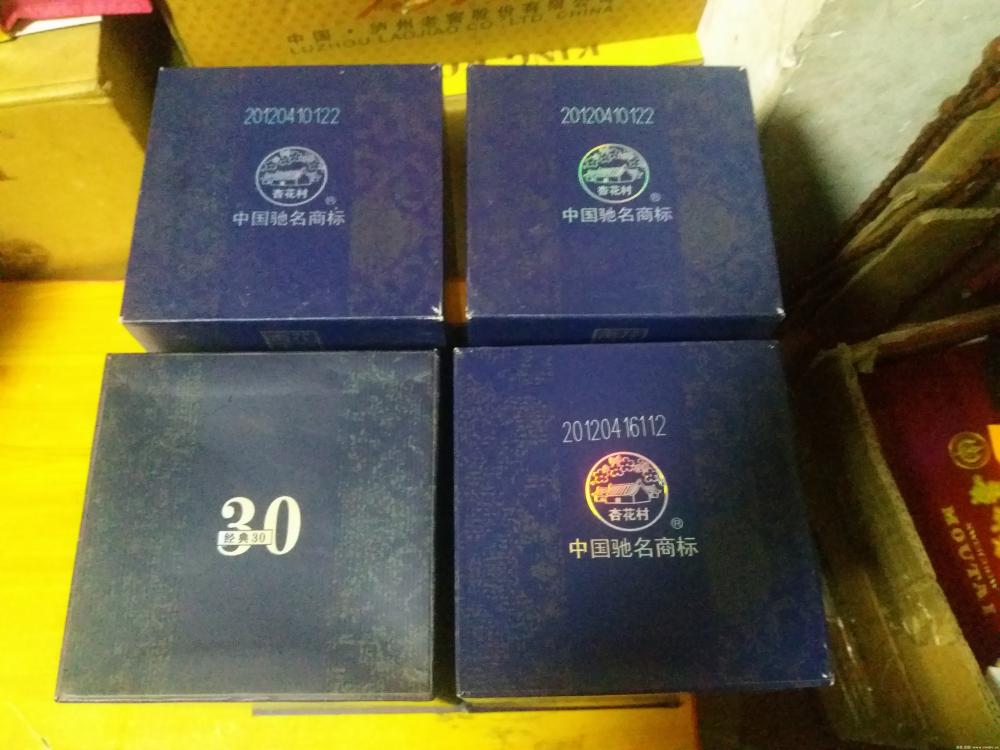 中国·泸州老窖股份有限公司
LUZHOU LAOJIAO CO.,LTD. CHINA
20120410122
杏花村
®
中国驰名商标
20120410122
杏花村
®
中国驰名商标
30
经典30
20120416112
杏花村
®
中国驰名商标
MOUTAI